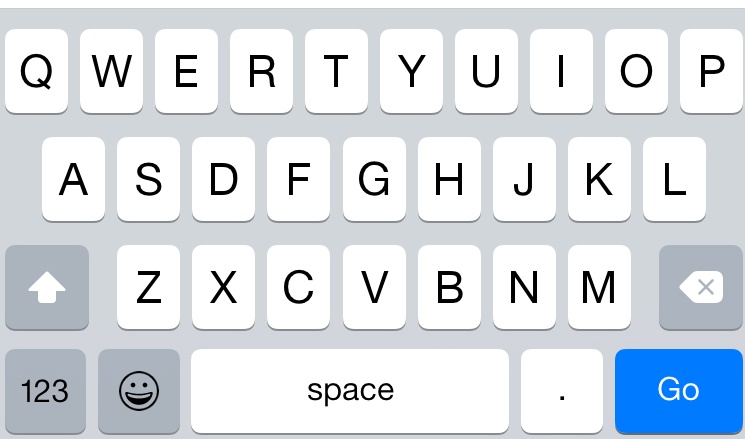 Q W E R T Y U I O P
A S D F G H J K L
Z X C V B N M
123 space . Go